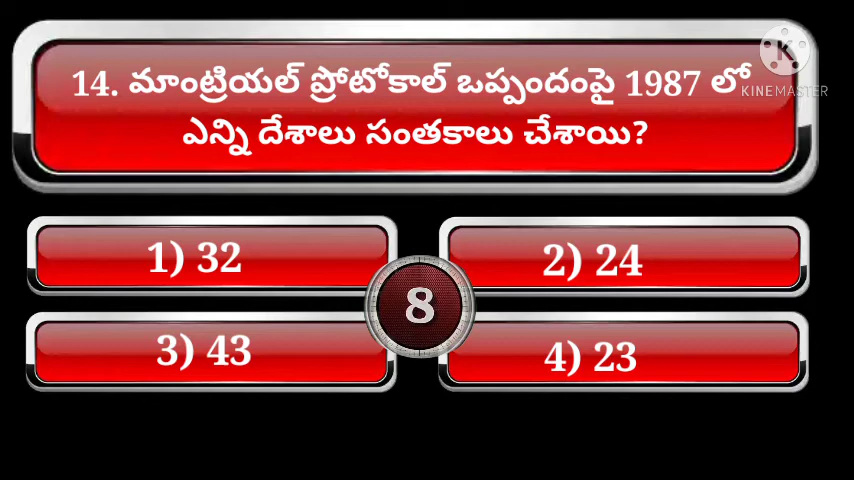 14. మాంట్రియల్ ప్రోటోకాల్ ఒప్పందంపై 1987 లో
ఎన్ని దేశాలు సంతకాలు చేశాయి?
K
KINEMASTER
1) 32
2) 24
8
3) 43
4) 23